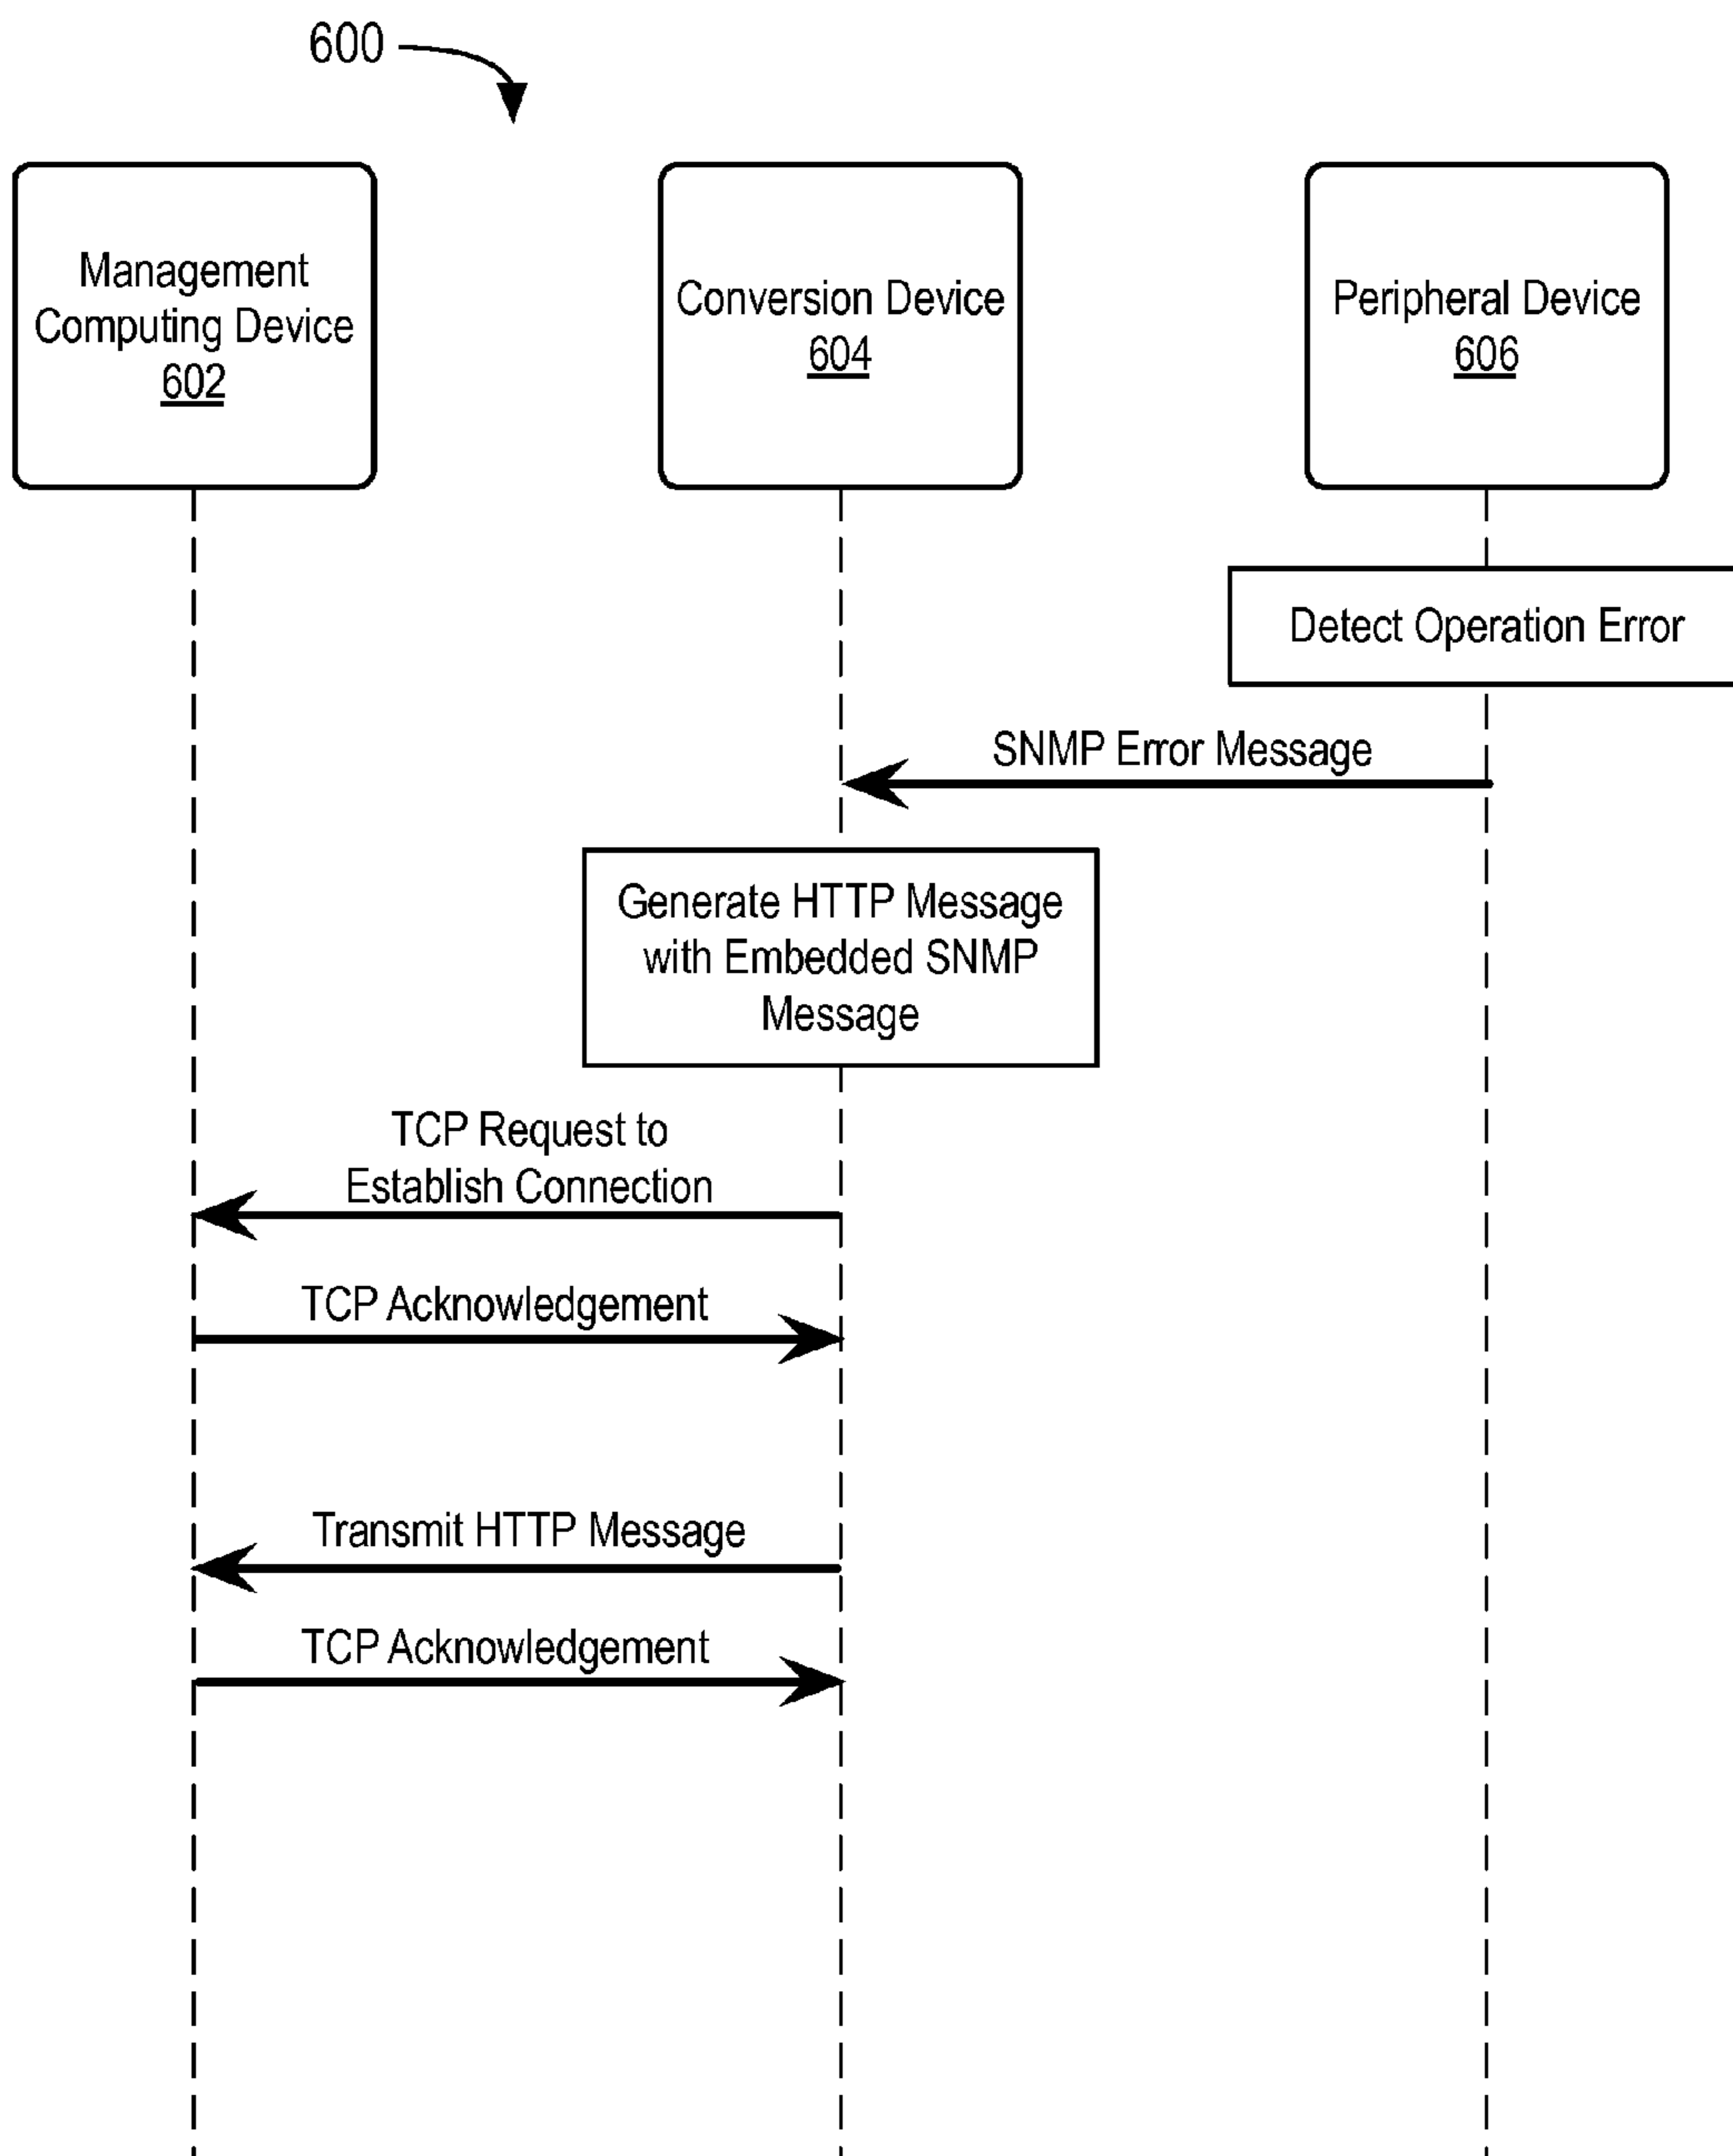 600
Management
Computing Device
602
Conversion Device
604
Peripheral Device
606
Detect Operation Error
SNMP Error Message
Generate HTTP Message
with Embedded SNMP
Message
TCP Request to
Establish Connection
TCP Acknowledgement
Transmit HTTP Message
TCP Acknowledgement